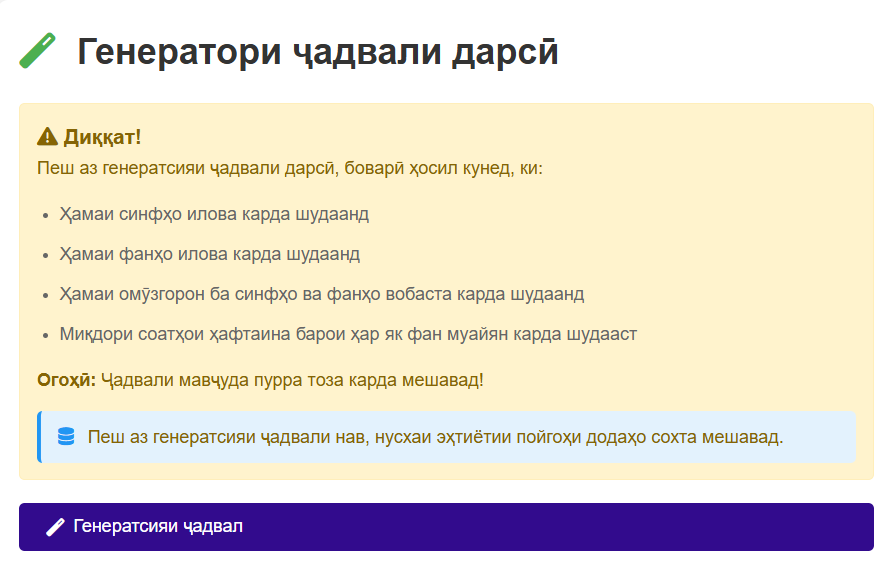 Генератори ҷадвали дарсӣ
Диққат!
Пеш аз генератсияи ҷадвали дарсӣ, боварӣ ҳосил кунед, ки:
Ҳамаи синфҳо илова карда шудаанд
Ҳамаи фанҳо илова карда шудаанд
Ҳамаи омӯзгорон ба синфҳо ва фанҳо вобаста карда шудаанд
Миқдори соатҳои ҳафтаина барои ҳар як фан муайян карда шудааст
Огоҳӣ: Ҷадвали мавҷуда пурра тоза карда мешавад!
Пеш аз генератсияи ҷадвали нав, нусхаи эҳтиётии пойгоҳи додаҳо сохта мешавад.
Генератсияи ҷадвал